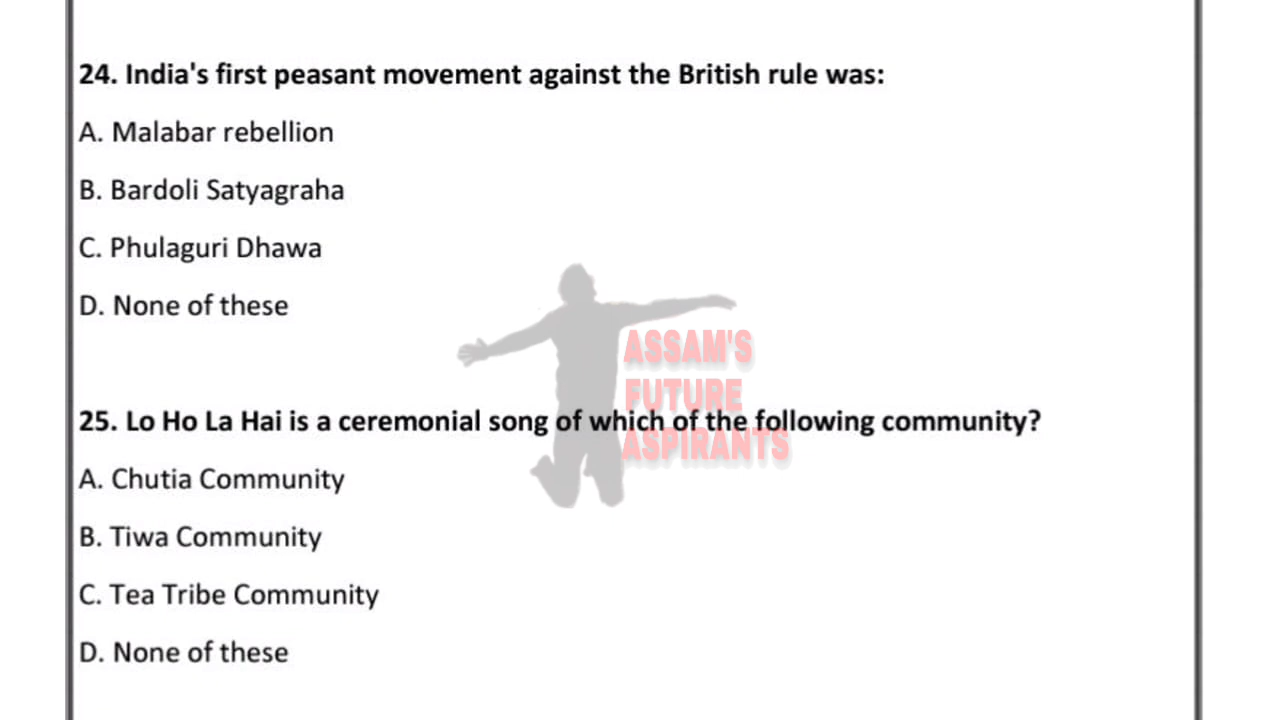 24. India's first peasant movement against the British rule was:
A. Malabar rebellion
B. Bardoli Satyagraha
C. Phulaguri Dhawa
D. None of these
ASSAM'S
FUTURE
ASPIRANTS
25. Lo Ho La Hai is a ceremonial song of which of the following community?
A. Chutia Community
B. Tiwa Community
C. Tea Tribe Community
D. None of these